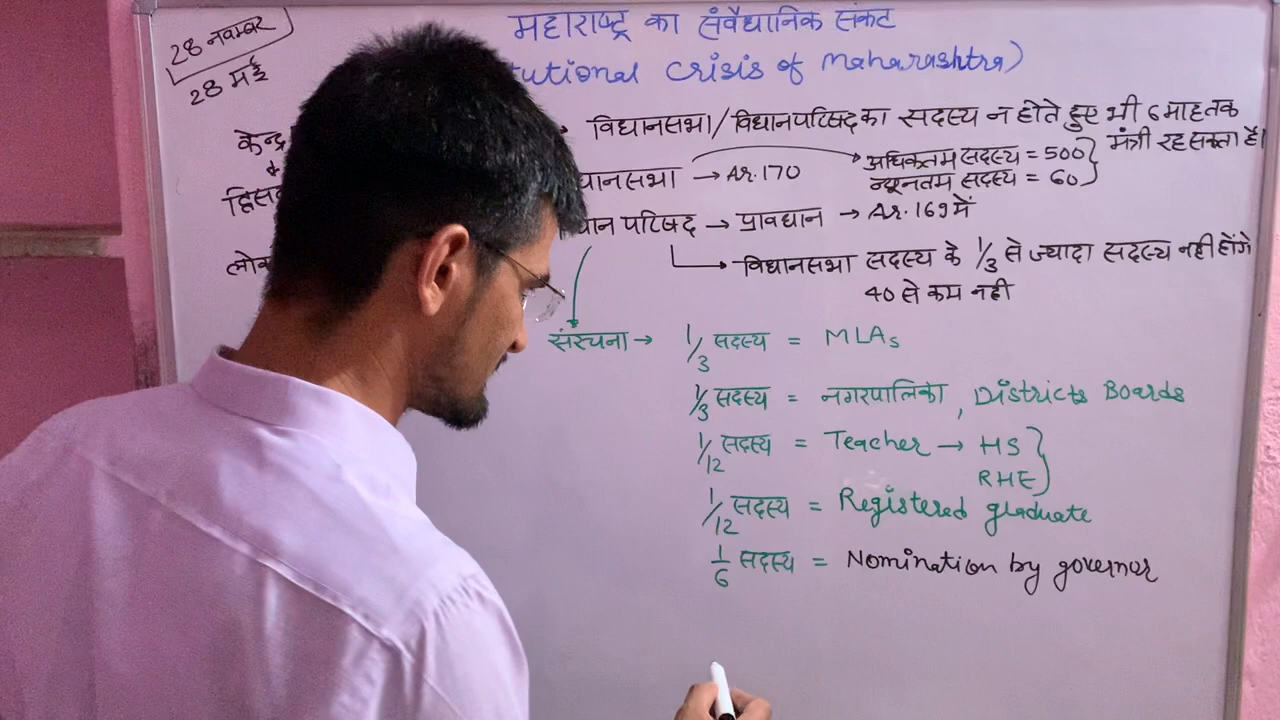 28 नवम्बर
28 मई
महाराष्ट्र का संवैधानिक संकट
tutional Crisis of Maharashtra)
केन्द्र
विधानसभा/विधानपरिषद का सदस्य न होते हुए भी 6 माह तक
मंत्री रह सकता है।
धानसभा → Ar.170 → अधिकतम सदस्य = 500
न्यूनतम सदस्य = 60
धान परिषद → प्रावधान → Ar.169 में
लोक
→ विधानसभा सदस्य के 1/3 से ज्यादा सदस्य नहीं होंगे
40 से कम नहीं
संरचना → 1/3 सदस्य = MLAs
1/3 सदस्य = नगरपालिका, Districts Boards
1/12 सदस्य = Teacher → HS
RHE
1/12 सदस्य = Registered graduate
1/6 सदस्य = Nomination by governer